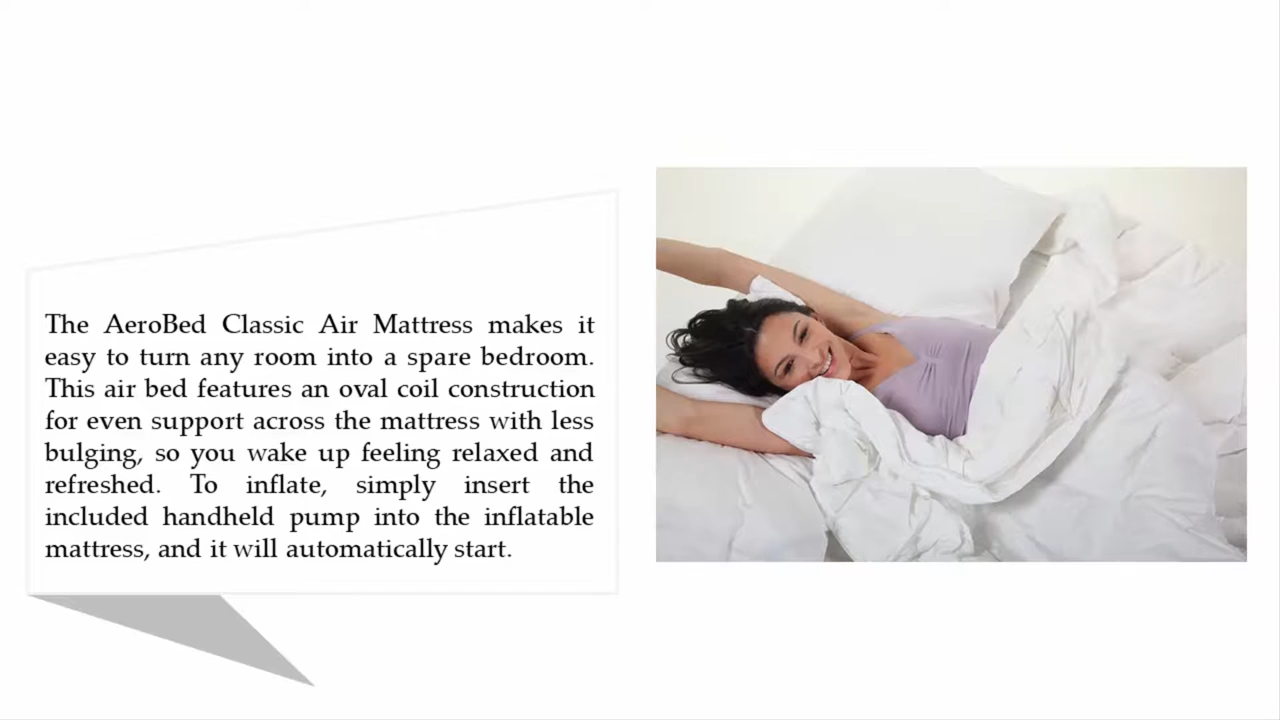 The AeroBed Classic Air Mattress makes it
easy to turn any room into a spare bedroom.
This air bed features an oval coil construction
for even support across the mattress with less
bulging, so you wake up feeling relaxed and
refreshed. To inflate, simply insert the
included handheld pump into the inflatable
mattress, and it will automatically start.